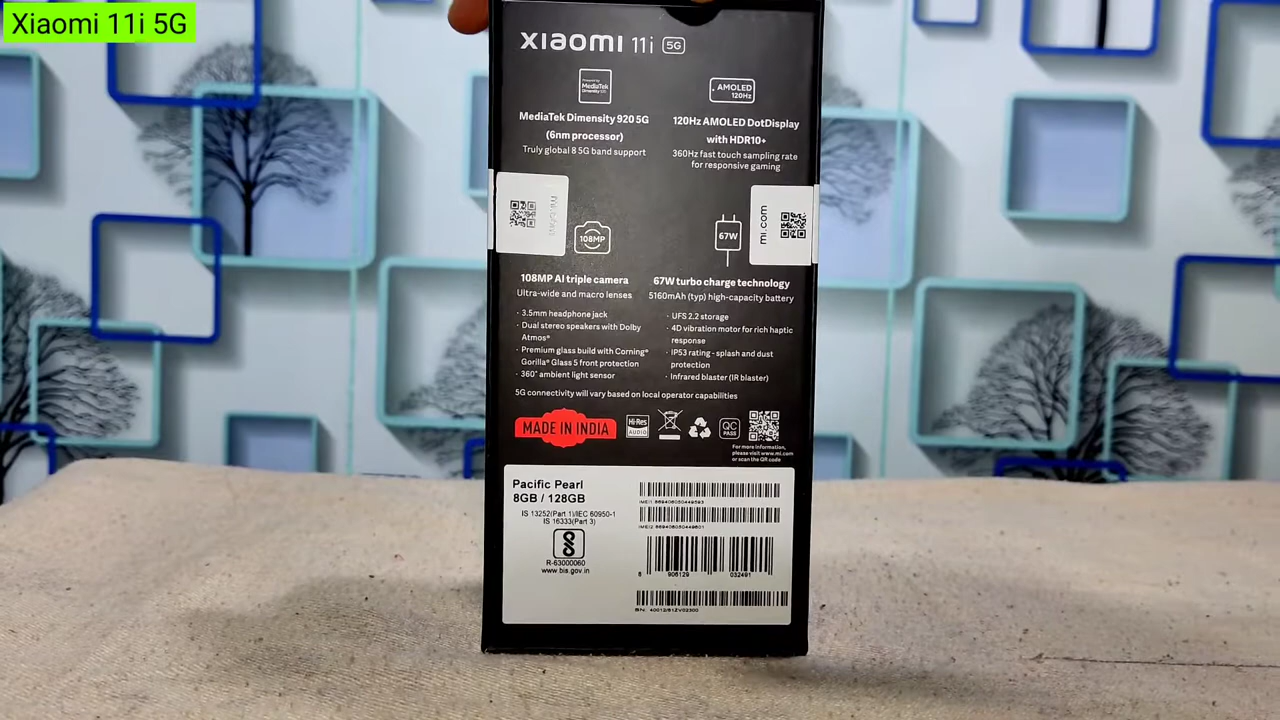 Xiaomi 11i 5G
xiaomi 11i 5G
MediaTek
AMOLED
120Hz
MediaTek Dimensity 920 5G
(6nm processor)
Truly global 8 5G band support
120Hz AMOLED DotDisplay
with HDR10+
360Hz fast touch sampling rate
for responsive gaming
mi.com
108MP
67W
108MP AI triple camera
Ultra-wide and macro lenses
67W turbo charge technology
5160mAh (typ) high-capacity battery
· 3.5mm headphone jack
· Dual stereo speakers with Dolby
Atmos®
· Premium glass build with Corning®
Gorilla® Glass 5 front protection
· 360° ambient light sensor
· UFS 2.2 storage
· 4D vibration motor for rich haptic
response
· IP53 rating - splash and dust
protection
· Infrared blaster (IR blaster)
5G connectivity will vary based on local operator capabilities
MADE IN INDIA
Hi-Res
AUDIO
QC
PASS
For more information,
please visit www.mi.com
or scan the QR code
Pacific Pearl
8GB / 128GB
IS 13252(Part 1)/IEC 60950-1
IS 16333(Part 3)
R-63000060
www.bis.gov.in
IMEI1
IMEI2
8 906129 032491